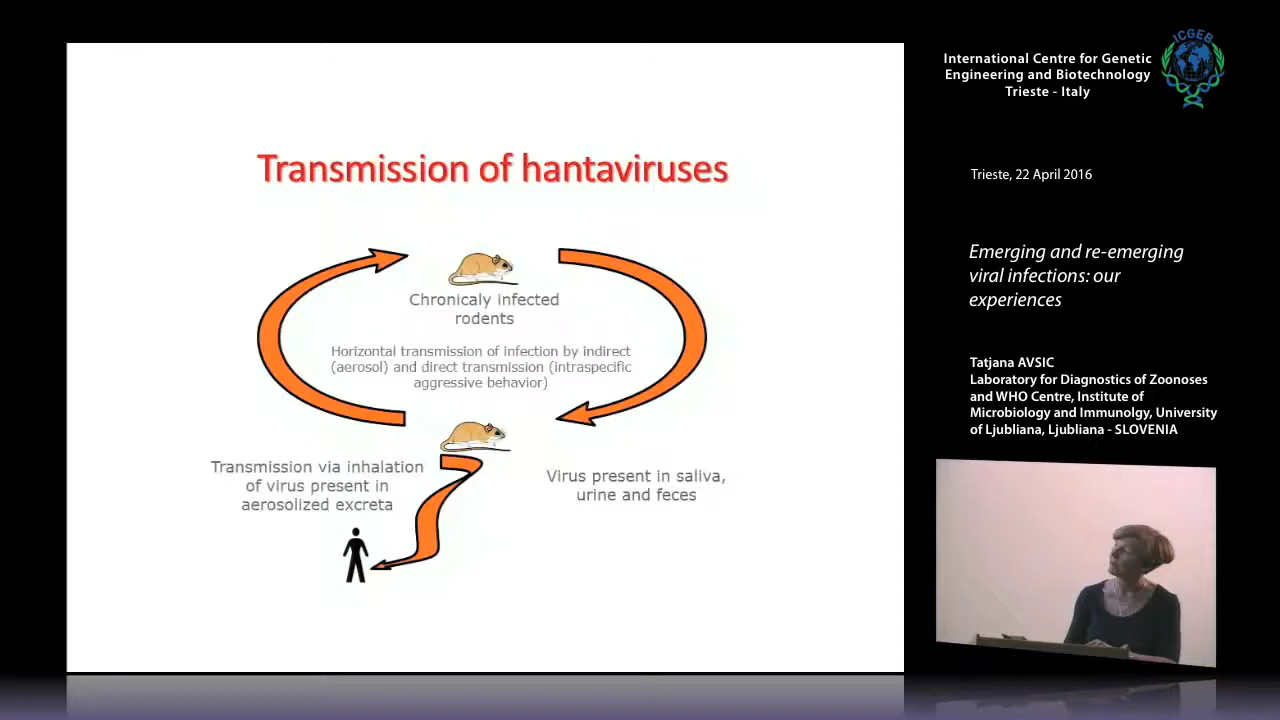 Transmission of hantaviruses
Chronicaly infected
rodents
Horizontal transmission of infection by indirect
(aerosol) and direct transmission (intraspecific
aggressive behavior)
Transmission via inhalation
of virus present in
aerosolized excreta
Virus present in saliva,
urine and feces
International Centre for Genetic
Engineering and Biotechnology
Trieste - Italy
ICGEB
Trieste, 22 April 2016
Emerging and re-emerging
viral infections: our
experiences
Tatjana AVSIC
Laboratory for Diagnostics of Zoonoses
and WHO Centre, Institute of
Microbiology and Immunolgy, University
of Ljubliana, Ljubliana - SLOVENIA